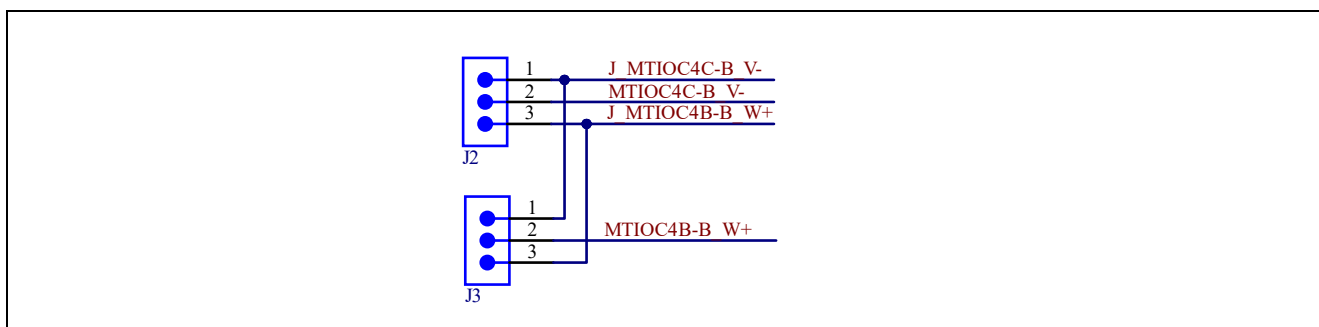 1 J_MTIOC4C-B_V-
2 MTIOC4C-B_V-
3 J_MTIOC4B-B_W+
J2
1
2 MTIOC4B-B_W+
3
J3